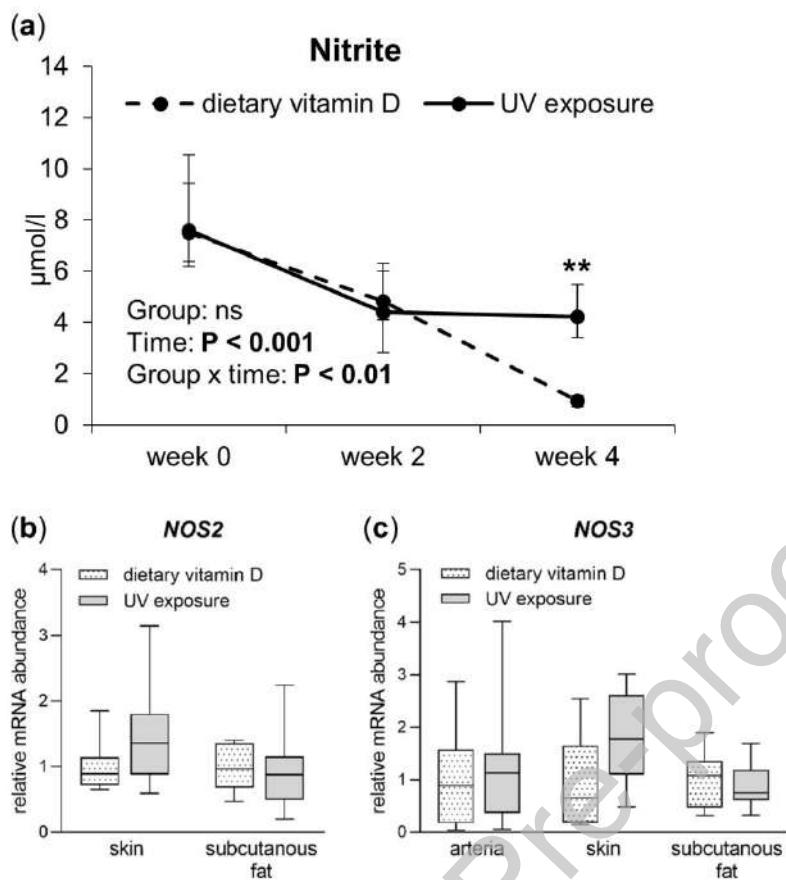 (a)
Nitrite
14
12
10
8
6
4
2
0
µmol/l
dietary vitamin D
UV exposure
**
Group: ns
Time: P < 0.001
Group x time: P < 0.01
week 0
week 2
week 4
(b)
NOS2
4
3
2
1
0
relative mRNA abundance
dietary vitamin D
UV exposure
skin
subcutanous
fat
(c)
NOS3
5
4
3
2
1
0
relative mRNA abundance
dietary vitamin D
UV exposure
arteria
skin
subcutanous
fat
Pre-proo